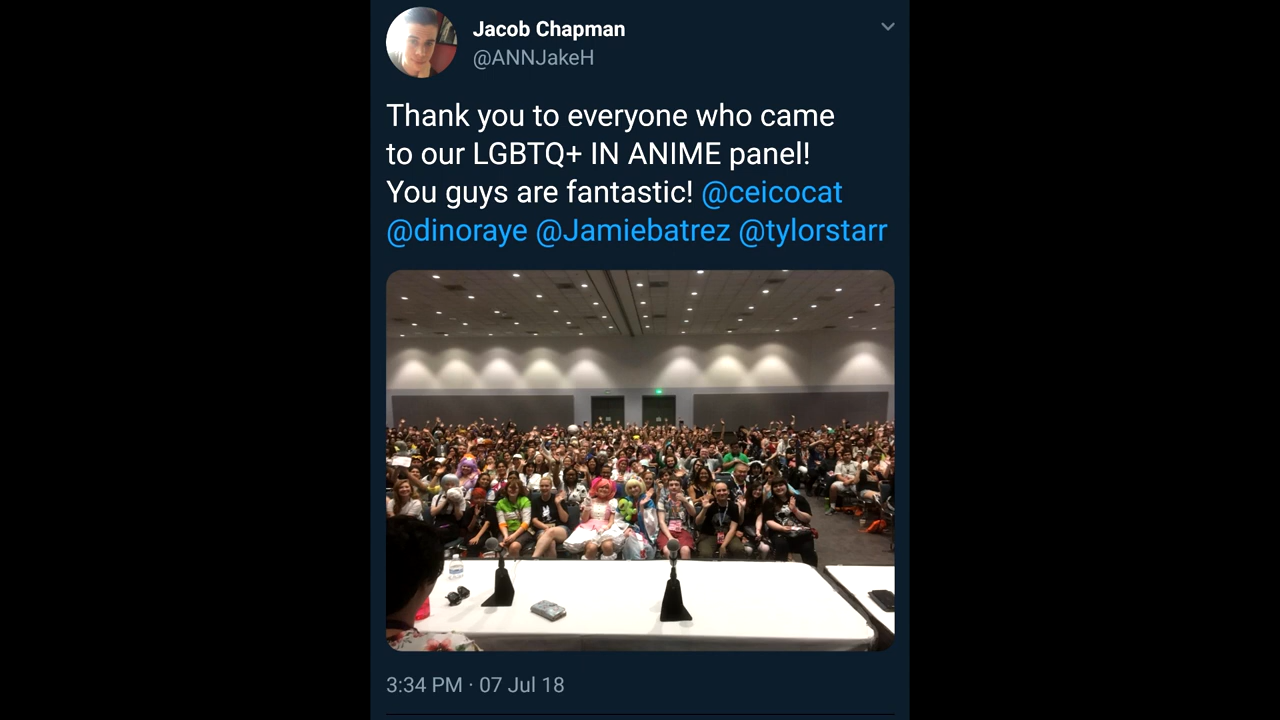 Jacob Chapman
@ANNJakeH
Thank you to everyone who came
to our LGBTQ+ IN ANIME panel!
You guys are fantastic! @ceicocat
@dinoraye @Jamiebatrez @tylorstarr
3:34 PM · 07 Jul 18